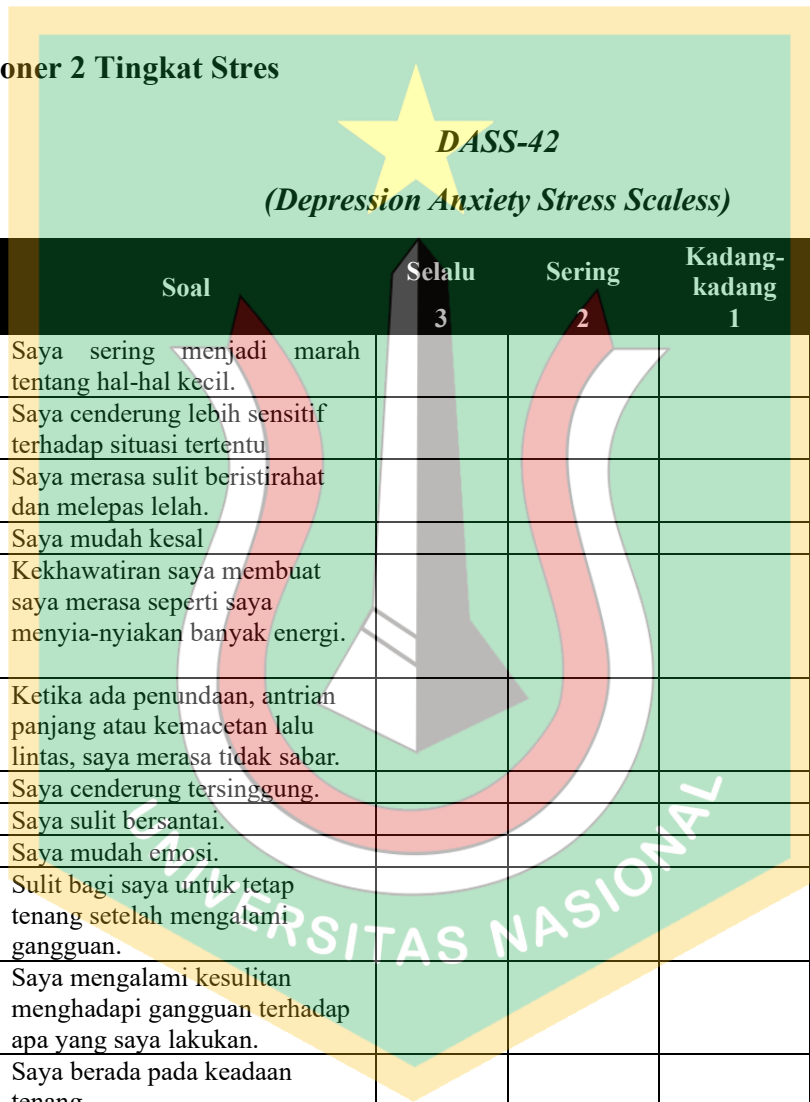 oner 2 Tingkat Stres
DASS-42
(Depression Anxiety Stress Scaless)
Soal Selalu 3 Sering 2 Kadang-kadang 1
Saya sering menjadi marah
tentang hal-hal kecil.
Saya cenderung lebih sensitif
terhadap situasi tertentu
Saya merasa sulit beristirahat
dan melepas lelah.
Saya mudah kesal
Kekhawatiran saya membuat
saya merasa seperti saya
menyia-nyiakan banyak energi.
Ketika ada penundaan, antrian
panjang atau kemacetan lalu
lintas, saya merasa tidak sabar.
Saya cenderung tersinggung.
Saya sulit bersantai.
Saya mudah emosi.
Sulit bagi saya untuk tetap
tenang setelah mengalami
gangguan.
Saya mengalami kesulitan
menghadapi gangguan terhadap
apa yang saya lakukan.
Saya berada pada keadaan
tenang
UNIVERSITAS NASIONAL